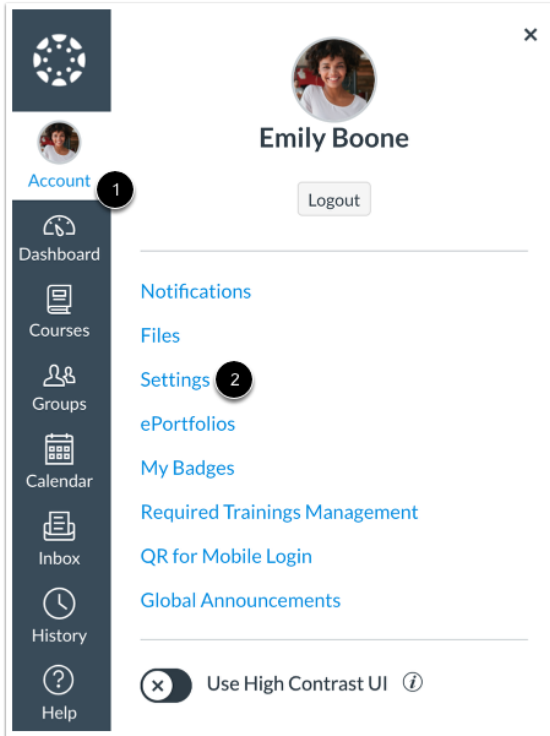 Emily Boone
Logout
Account
1
Dashboard
Courses
Groups
Calendar
Inbox
History
Help
Notifications
Files
Settings 2
ePortfolios
My Badges
Required Trainings Management
QR for Mobile Login
Global Announcements
Use High Contrast UI i